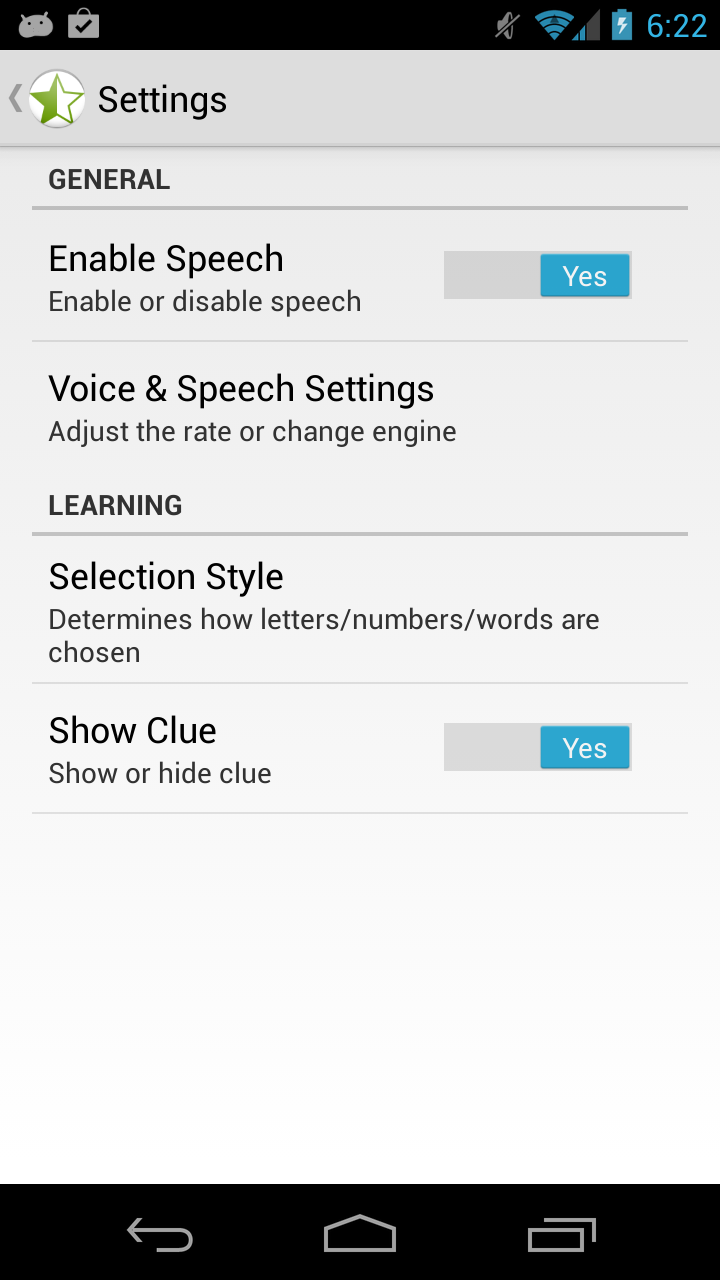 6:22
Settings
GENERAL
Enable Speech
Yes
Enable or disable speech
Voice & Speech Settings
Adjust the rate or change engine
LEARNING
Selection Style
Determines how letters/numbers/words are
chosen
Show Clue
Yes
Show or hide clue